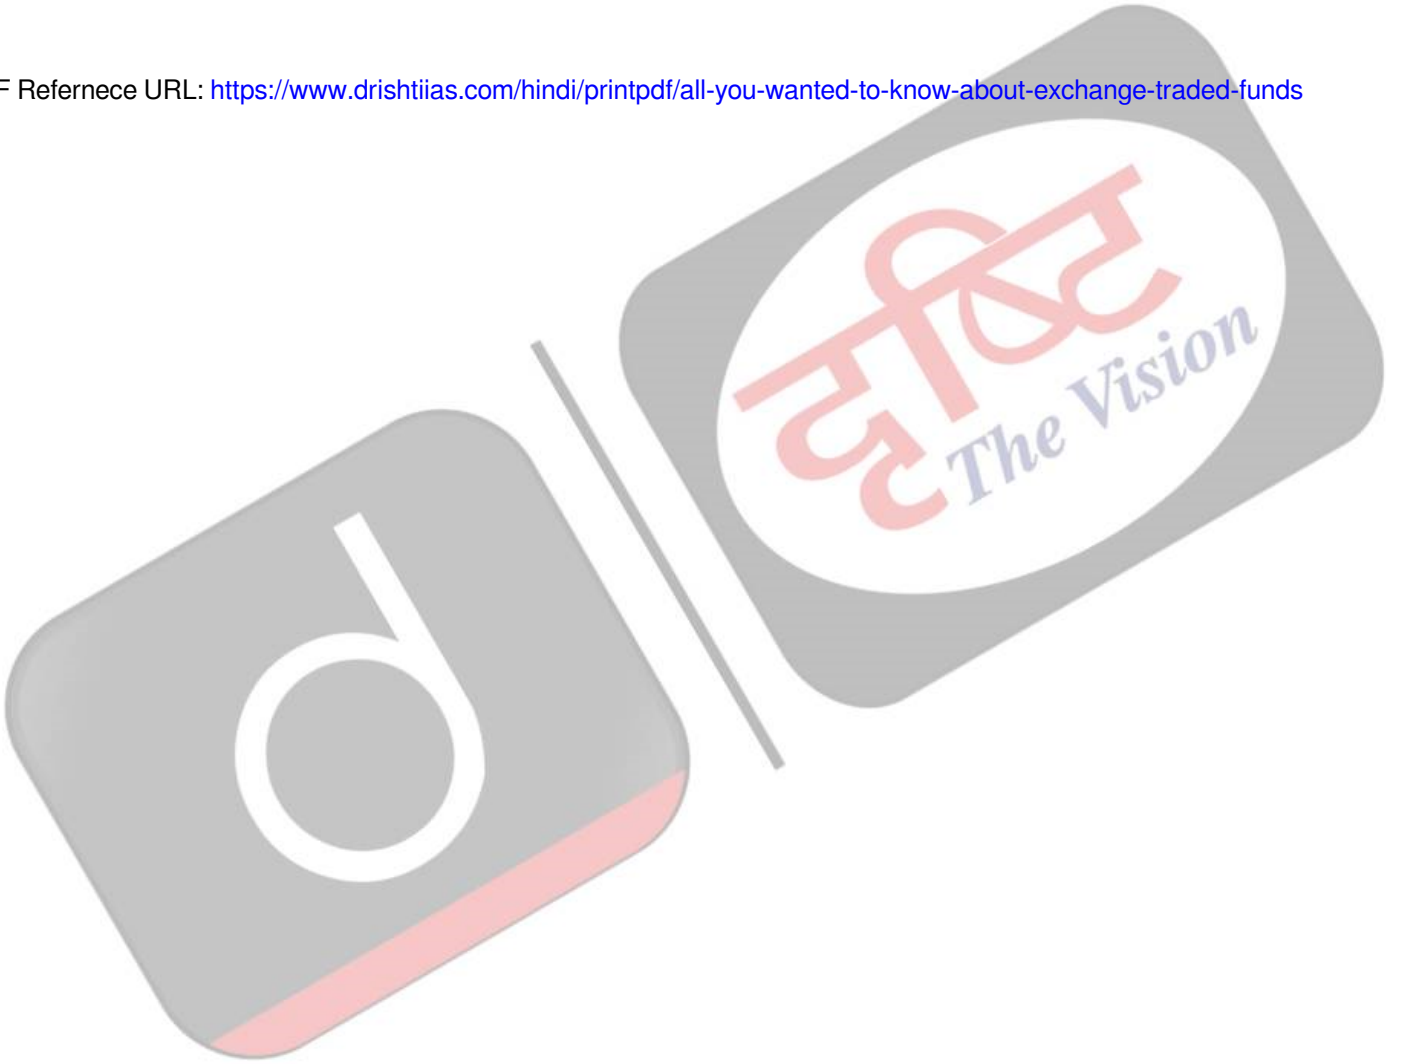 F Refernece URL: https://www.drishtiias.com/hindi/printpdf/all-you-wanted-to-know-about-exchange-traded-funds
दृष्टि
The Vision
d